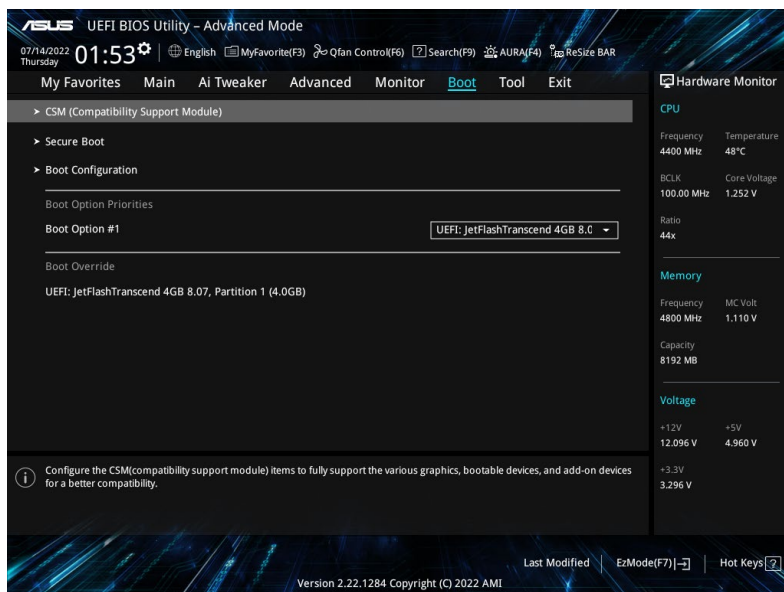 ASUS UEFI BIOS Utility – Advanced Mode
07/14/2022 Thursday 01:53 English MyFavorite(F3) Qfan Control(F6) ? Search(F9) AURA(F4) ReSize BAR
My Favorites Main Ai Tweaker Advanced Monitor Boot Tool Exit
Hardware Monitor
CSM (Compatibility Support Module)
Secure Boot
Boot Configuration
Boot Option Priorities
Boot Option #1 UEFI: JetFlashTranscend 4GB 8.0
Boot Override
UEFI: JetFlashTranscend 4GB 8.07, Partition 1 (4.0GB)
CPU
Frequency Temperature
4400 MHz 48°C
BCLK Core Voltage
100.00 MHz 1.252 V
Ratio
44x
Memory
Frequency MC Volt
4800 MHz 1.110 V
Capacity
8192 MB
Voltage
+12V +5V
12.096 V 4.960 V
+3.3V
3.296 V
i Configure the CSM(compatibility support module) items to fully support the various graphics, bootable devices, and add-on devices
for a better compatibility.
Last Modified EzMode(F7) Hot Keys ?
Version 2.22.1284 Copyright (C) 2022 AMI